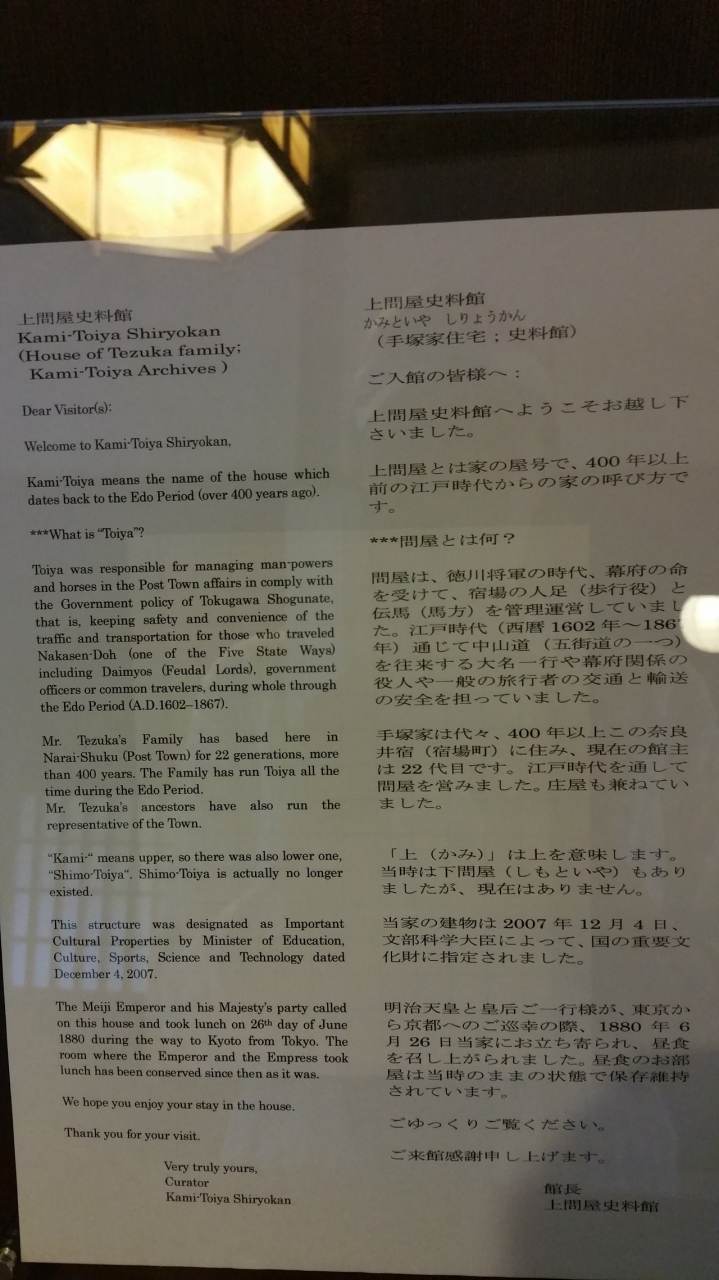 上問屋史料館
Kami-Toiya Shiryokan
(House of Tezuka family;
Kami-Toiya Archives )
Dear Visitor(s):
Welcome to Kami-Toiya Shiryokan,
Kami-Toiya means the name of the house which
dates back to the Edo Period (over 400 years ago).
***What is "Toiya"?
Toiya was responsible for managing man-powers
and horses in the Post Town affairs in comply with
the Government policy of Tokugawa Shogunate,
that is, keeping safety and convenience of the
traffic and transportation for those who traveled
Nakasen-Doh (one of the Five State Ways)
including Daimyos (Feudal Lords), government
officers or common travelers, during whole through
the Edo Period (A.D.1602–1867).
Mr. Tezuka's Family has based here in
Narai-Shuku (Post Town) for 22 generations, more
than 400 years. The Family has run Toiya all the
time during the Edo Period.
Mr. Tezuka's ancestors have also run the
representative of the Town.
"Kami-" means upper, so there was also lower one,
"Shimo-Toiya". Shimo-Toiya is actually no longer
existed.
This structure was designated as Important
Cultural Properties by Minister of Education,
Culture, Sports, Science and Technology dated
December 4, 2007.
The Meiji Emperor and his Majesty's party called
on this house and took lunch on 26th day of June
1880 during the way to Kyoto from Tokyo. The
room where the Emperor and the Empress took
lunch has been conserved since then as it was.
We hope you enjoy your stay in the house.
Thank you for your visit.
Very truly yours,
Curator
Kami-Toiya Shiryokan
上問屋史料館
かみといや しりょうかん
（手塚家住宅；史料館）
ご入館の皆様へ：
上問屋史料館へようこそお越し下
さいました。
上問屋とは家の屋号で、400 年以上
前の江戸時代からの家の呼び方で
す。
***問屋とは何？
問屋は、徳川将軍の時代、幕府の命
を受けて、宿場の人足（歩行役）と
伝馬（馬方）を管理運営していまし
た。江戸時代（西暦 1602 年～1867
年）通じて中山道（五街道の一つ）
を往来する大名一行や幕府関係の
役人や一般の旅行者の交通と輸送
の安全を担っていました。
手塚家は代々、400 年以上この奈良
井宿（宿場町）に住み、現在の館主
は 22 代目です。江戸時代を通して
問屋を営みました。庄屋も兼ねてい
ました。
「上（かみ）」は上を意味します。
当時は下問屋（しもといや）もあり
ましたが、現在はありません。
当家の建物は 2007 年 12 月 4 日、
文部科学大臣によって、国の重要文
化財に指定されました。
明治天皇と皇后ご一行様が、東京か
ら京都へのご巡幸の際、1880 年 6
月 26 日当家にお立ち寄られ、昼食
を召し上がられました。昼食のお部
屋は当時のままの状態で保存維持
されています。
ごゆっくりご覧ください。
ご来館感謝申し上げます。
館長
上問屋史料館